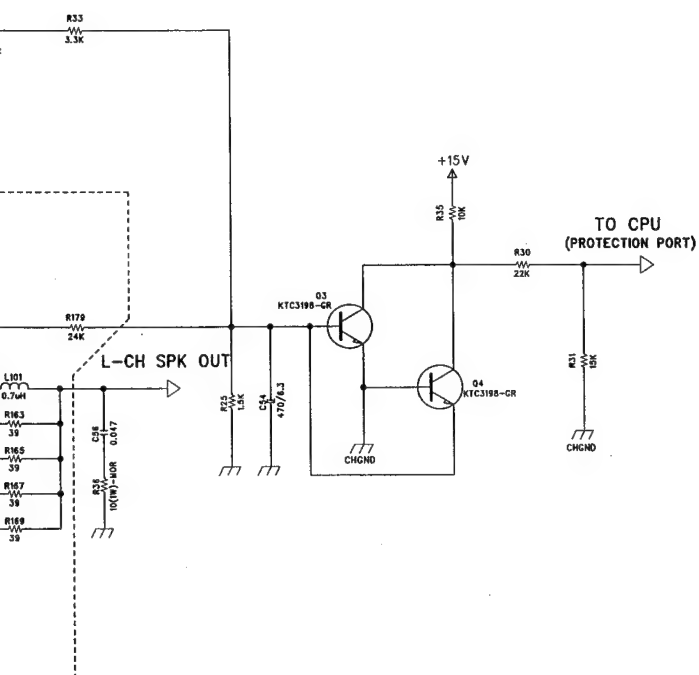 R33
3.3K
+15V
R35
10K
TO CPU
(PROTECTION PORT)
R30
22K
Q3
KTC3198-GR
R179
24K
L-CH SPK OUT
L101
0.7uH
R31
15K
Q4
KTC3198-GR
R25
1.5K
C54
470/6.3
R163
39
C56
0.047
CHGND
CHGND
R165
39
R167
39
R36
10(1W)-MOR
R169
39